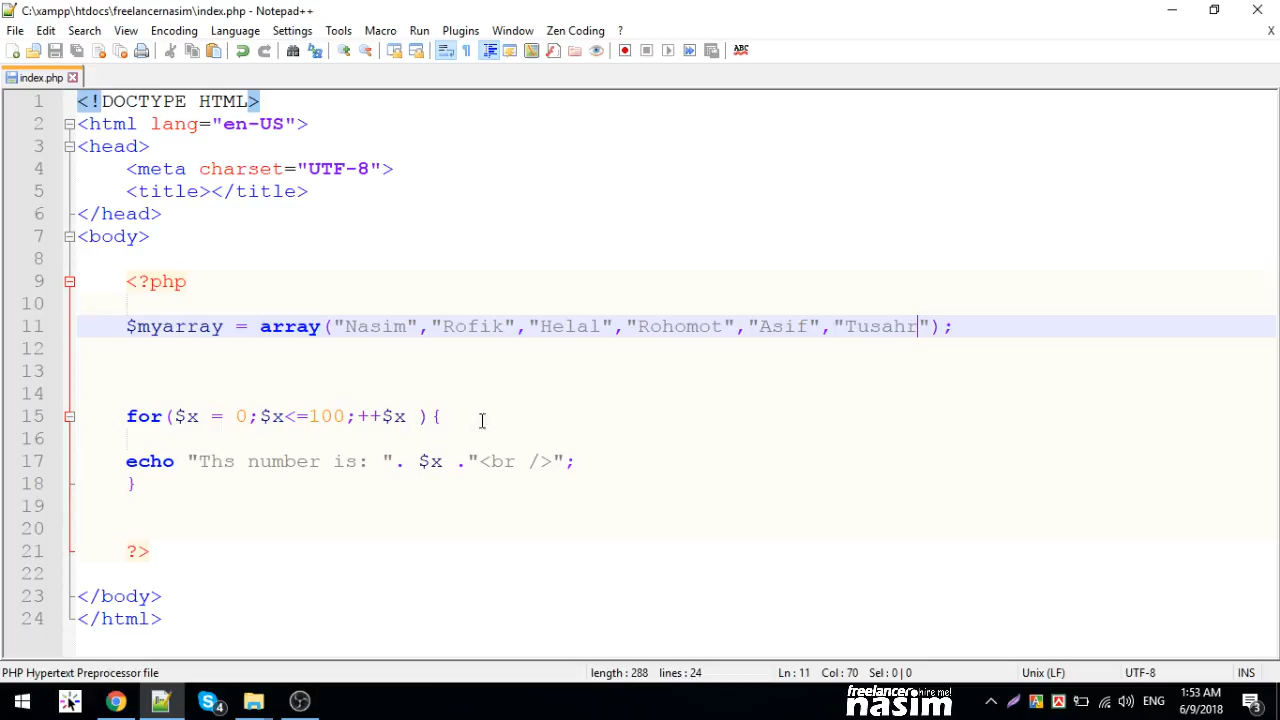 C:\xampp\htdocs\freelancernasim\index.php - Notepad++
File Edit Search View Encoding Language Settings Tools Macro Run Plugins Window Zen Coding ?
X
ABC
index.php
1 <!DOCTYPE HTML>
2 <html lang="en-US">
3 <head>
4 <meta charset="UTF-8">
5 <title></title>
6 </head>
7 <body>
8
9 <?php
10
11 $myarray = array("Nasim","Rofik","Helal","Rohomot","Asif","Tusahr");
12
13
14
15 for($x = 0;$x<=100;++$x ){
16
17 echo "Ths number is: ". $x ."<br />";
18 }
19
20
21 ?>
22
23 </body>
24 </html>
PHP Hypertext Preprocessor file length : 288 lines : 24 Ln : 11 Col : 70 Sel : 0 | 0 Unix (LF) UTF-8 INS
4
freelancer hire me!
nasim
ENG
1:53 AM
6/9/2018
3